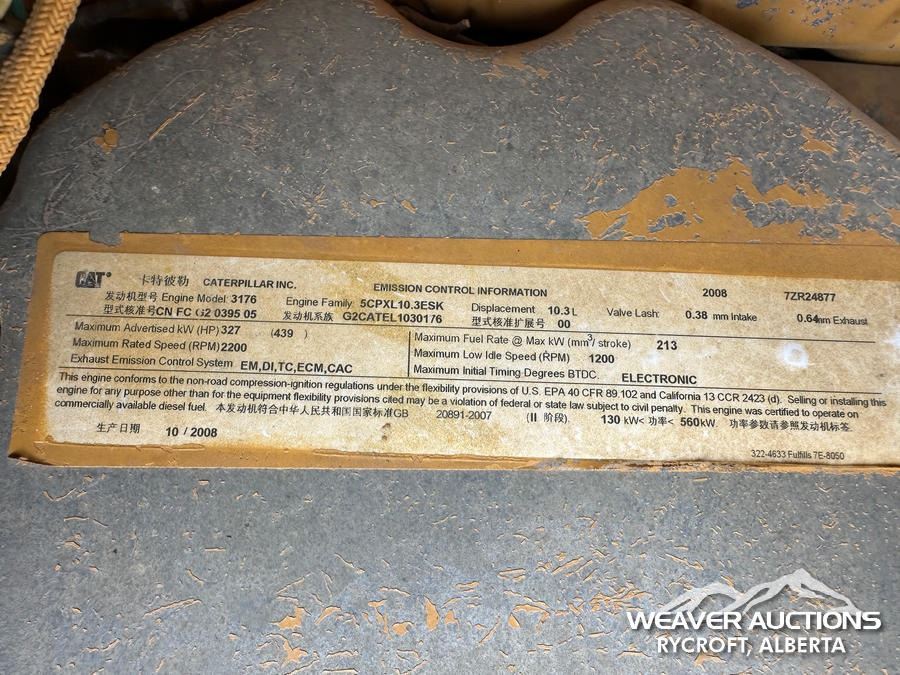 CAT® 卡特彼勒 CATERPILLAR INC. EMISSION CONTROL INFORMATION 2008 7ZR24877
发动机型号 Engine Model 3176 Engine Family 5CPXL10.3ESK Displacement 10.3 L Valve Lash: 0.38 mm Intake 0.64mm Exhaust
型式核准号CN FC G2 0395 05 发动机系族 G2CATEL1030176 型式核准扩展号 00
Maximum Advertised kW (HP) 327 (439 ) Maximum Fuel Rate @ Max kW (mm3/ stroke) 213
Maximum Rated Speed (RPM)2200 Maximum Low Idle Speed (RPM) 1200
Exhaust Emission Control System EM,DI,TC,ECM,CAC Maximum Initial Timing Degrees BTDC. ELECTRONIC
This engine conforms to the non-road compression-ignition regulations under the flexibility provisions of U.S. EPA 40 CFR 89.102 and California 13 CCR 2423 (d). Selling or installing this
engine for any purpose other than for the equipment flexibility provisions cited may be a violation of federal or state law subject to civil penalty. This engine was certified to operate on
commercially available diesel fuel. 本发动机符合中华人民共和国国家标准GB 20891-2007 (II 阶段). 130 kW< 功率< 560kW. 功率参数请参照发动机标签
生产日期 10 / 2008
322-4633 Fulfills 7E-8050
WEAVER AUCTIONS
RYCROFT, ALBERTA